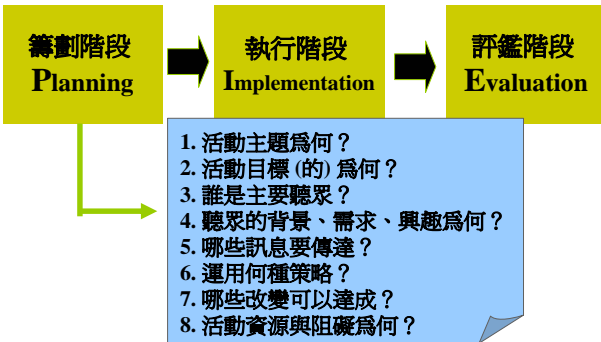 籌劃階段
Planning
執行階段
Implementation
評鑑階段
Evaluation
1. 活動主題為何？
2. 活動目標 (的) 為何？
3. 誰是主要聽眾？
4. 聽眾的背景、需求、興趣為何？
5. 哪些訊息要傳達？
6. 運用何種策略？
7. 哪些改變可以達成？
8. 活動資源與阻礙為何？